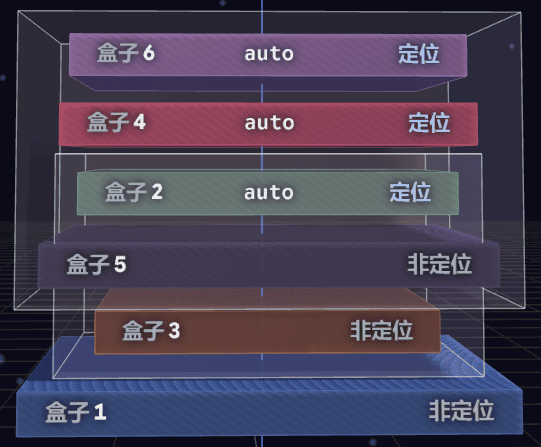 盒子 6 auto 定位
盒子 4 auto 定位
盒子 2 auto 定位
盒子 5 非定位
盒子 3 非定位
盒子 1 非定位